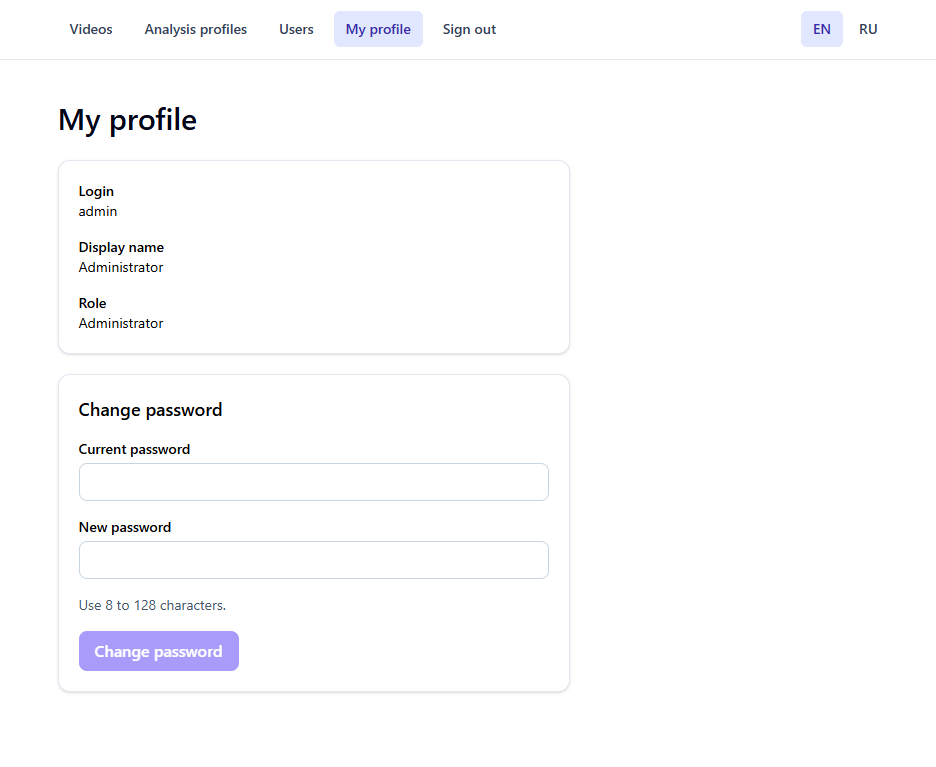 Videos Analysis profiles Users My profile Sign out EN RU
My profile
Login
admin
Display name
Administrator
Role
Administrator
Change password
Current password
New password
Use 8 to 128 characters.
Change password